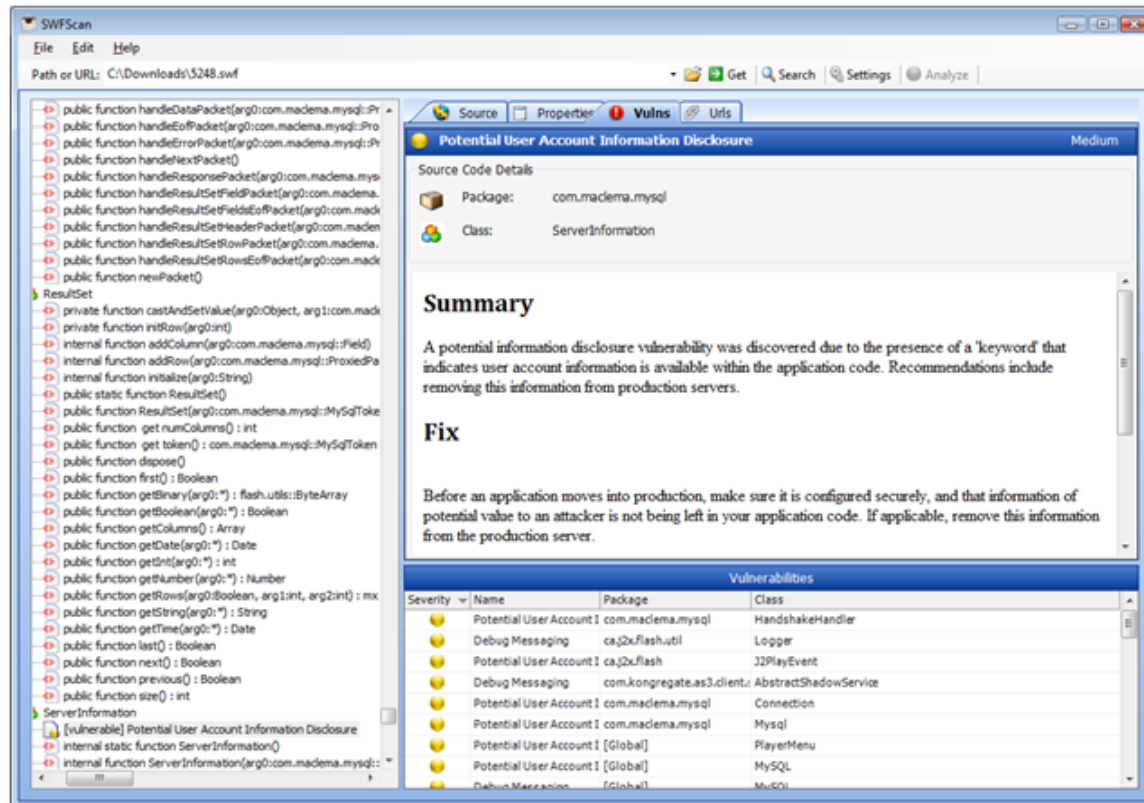 SWFScan
File Edit Help
Path or URL: C:\Downloads\5248.swf Get Search Settings Analyze
public function handleDataPacket(arg0:com.maclema.mysql::Pr
public function handleEofPacket(arg0:com.maclema.mysql::Pro
public function handleErrorPacket(arg0:com.maclema.mysql::Pr
public function handleNextPacket()
public function handleResponsePacket(arg0:com.maclema.mys
public function handleResultSetFieldPacket(arg0:com.maclema.
public function handleResultSetFieldsEofPacket(arg0:com.macl
public function handleResultSetHeaderPacket(arg0:com.maclem
public function handleResultSetRowPacket(arg0:com.maclema.
public function handleResultSetRowsEofPacket(arg0:com.macle
public function newPacket()
ResultSet
private function castAndSetValue(arg0:Object, arg1:com.macl
private function initRow(arg0:int)
internal function addColumn(arg0:com.maclema.mysql::Field)
internal function addRow(arg0:com.maclema.mysql::ProxiedPa
internal function initialize(arg0:String)
public static function ResultSet()
public function ResultSet(arg0:com.maclema.mysql::MySqlToke
public function get numColumns() : int
public function get token() : com.maclema.mysql::MySqlToken
public function dispose()
public function first() : Boolean
public function getBinary(arg0:*) : flash.utils::ByteArray
public function getBoolean(arg0:*) : Boolean
public function getColumns() : Array
public function getDate(arg0:*) : Date
public function getInt(arg0:*) : int
public function getNumber(arg0:*) : Number
public function getRows(arg0:Boolean, arg1:int, arg2:int) : mx
public function getString(arg0:*) : String
public function getTime(arg0:*) : Date
public function last() : Boolean
public function next() : Boolean
public function previous() : Boolean
public function size() : int
ServerInformation
[vulnerable] Potential User Account Information Disclosure
internal static function ServerInformation()
internal function ServerInformation(arg0:com.maclema.mysql::
Source Properties Vulns Urls
Potential User Account Information Disclosure Medium
Source Code Details
Package: com.maclema.mysql
Class: ServerInformation
Summary
A potential information disclosure vulnerability was discovered due to the presence of a 'keyword' that
indicates user account information is available within the application code. Recommendations include
removing this information from production servers.
Fix
Before an application moves into production, make sure it is configured securely, and that information of
potential value to an attacker is not being left in your application code. If applicable, remove this information
from the production server.
Vulnerabilities
Severity Name Package Class
Potential User Account I com.maclema.mysql HandshakeHandler
Debug Messaging ca.j2x.flash.util Logger
Potential User Account I ca.j2x.flash J2PlayEvent
Debug Messaging com.kongregate.as3.client.s AbstractShadowService
Potential User Account I com.maclema.mysql Connection
Potential User Account I com.maclema.mysql Mysql
Potential User Account I [Global] PlayerMenu
Potential User Account I [Global] MySQL
Debug Messaging [Global] MySQL